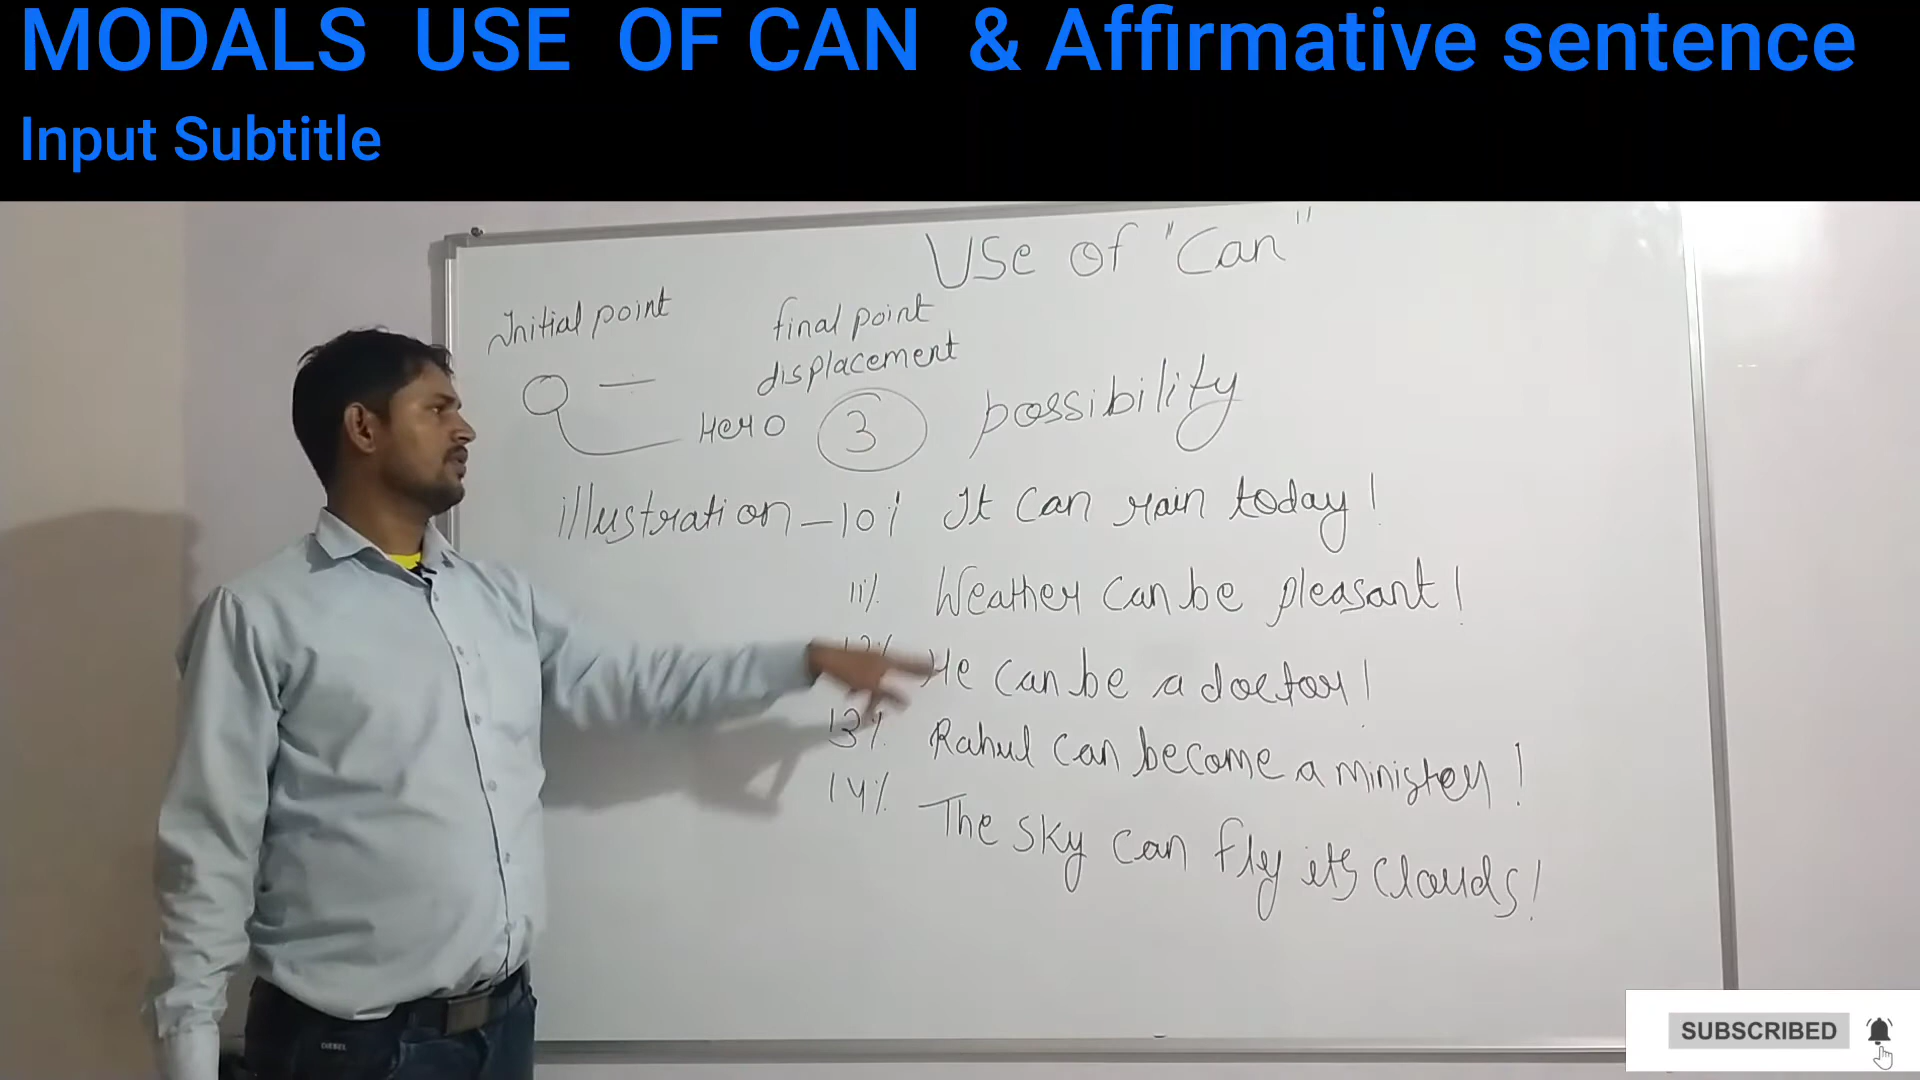 MODALS USE OF CAN & Affirmative sentence
Input Subtitle
Use of "Can"
Initial point
final point
displacement
Hero
3 possibility
illustration – 10% It can rain today!
11% Weather can be pleasant!
12% He can be a doctor!
13% Rahul can become a minister!
14% The sky can fly its clouds!
DIESEL
SUBSCRIBED